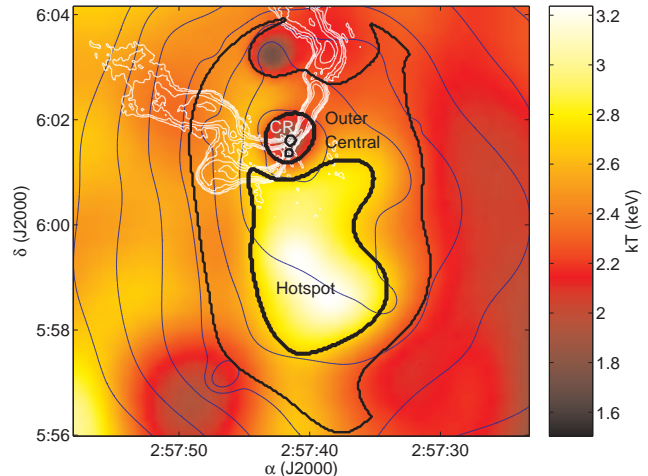 6:04
6:02
6:00
5:58
5:56
δ (J2000)
CR
Outer
Central
Hotspot
2:57:50
2:57:40
2:57:30
α (J2000)
3.2
3
2.8
2.6
2.4
2.2
2
1.8
1.6
kT (keV)